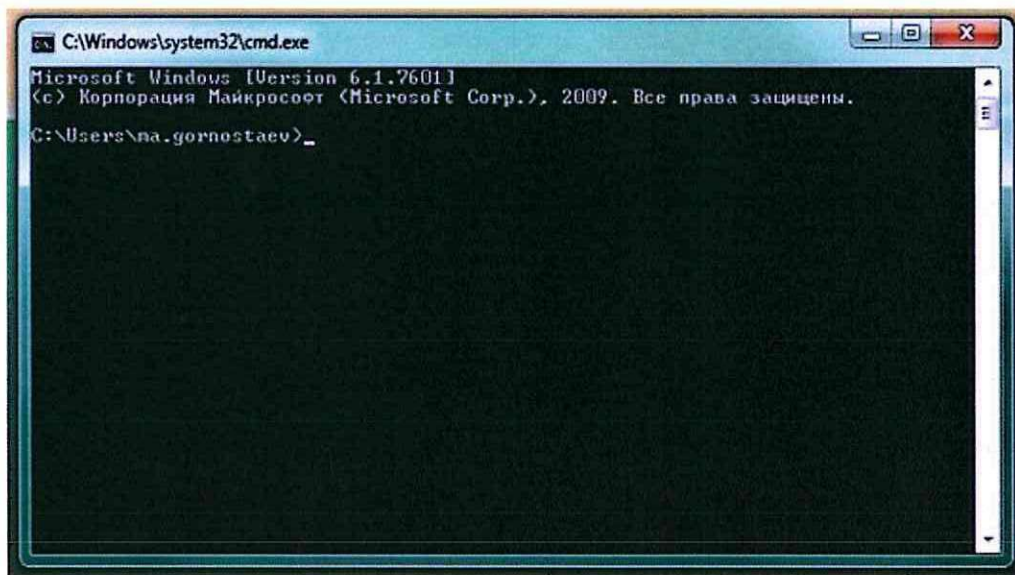 C:\Windows\system32\cmd.exe
Microsoft Windows [Version 6.1.7601]
(c) Корпорация Майкрософт (Microsoft Corp.), 2009. Все права защищены.
C:\Users\ma.gornostaev>_